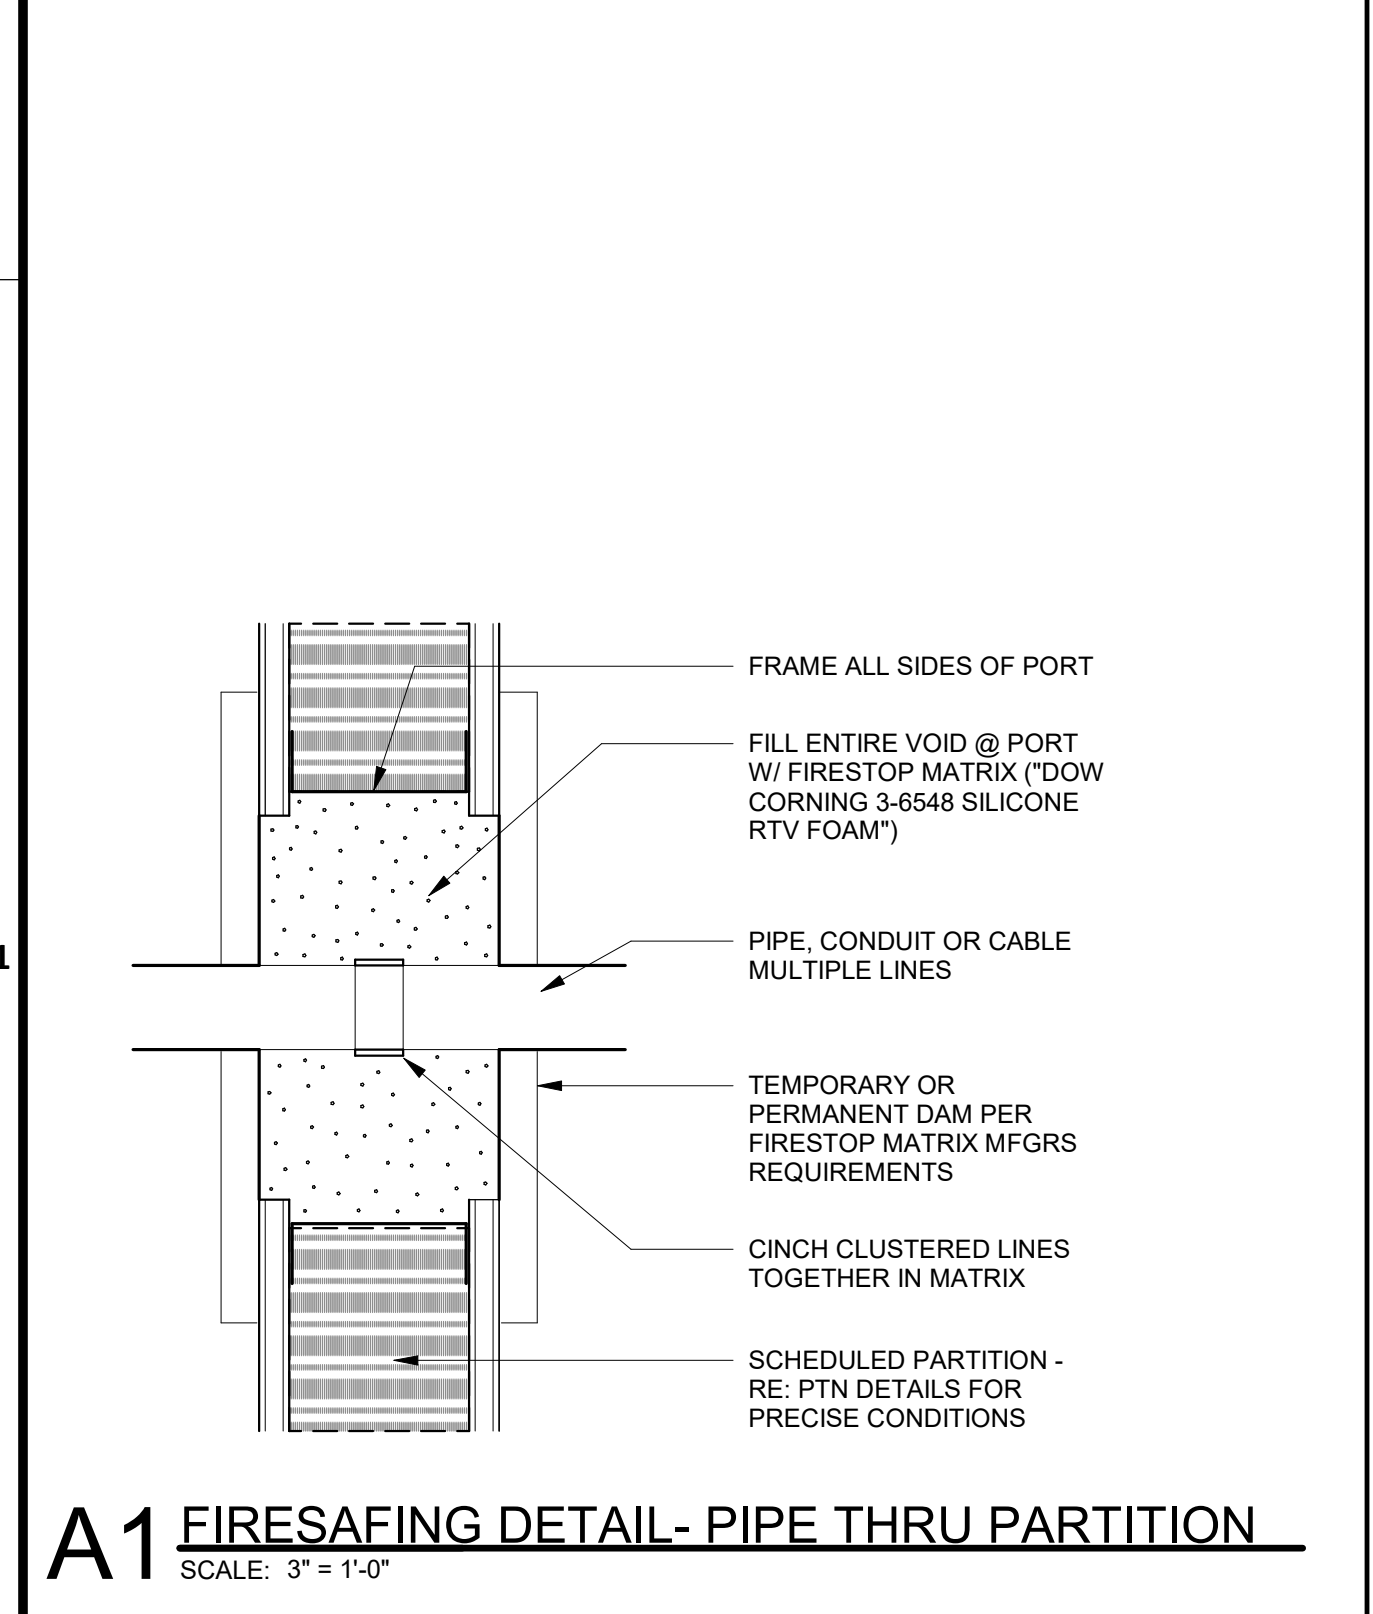 FRAME ALL SIDES OF PORT
FILL ENTIRE VOID @ PORT
W/ FIRESTOP MATRIX ("DOW
CORNING 3-6548 SILICONE
RTV FOAM")
1
PIPE, CONDUIT OR CABLE
MULTIPLE LINES
TEMPORARY OR
PERMANENT DAM PER
FIRESTOP MATRIX MFGRS
REQUIREMENTS
CINCH CLUSTERED LINES
TOGETHER IN MATRIX
SCHEDULED PARTITION -
RE: PTN DETAILS FOR
PRECISE CONDITIONS
A1 FIRESAFING DETAIL- PIPE THRU PARTITION
SCALE: 3" = 1'-0"